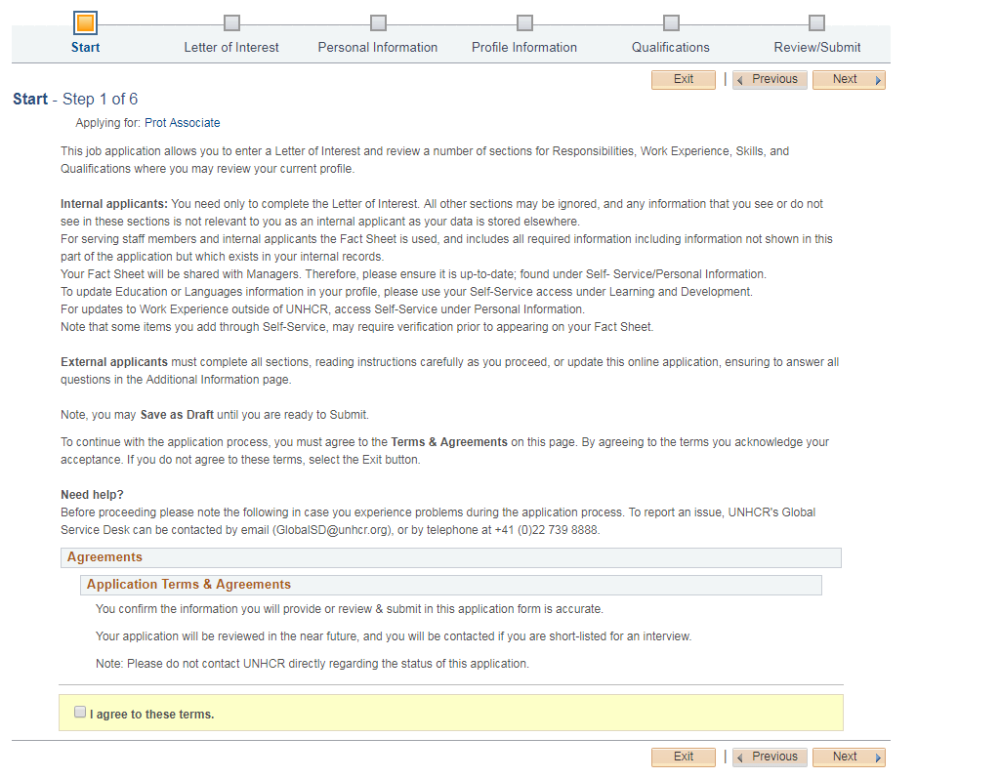 Start
Letter of Interest
Personal Information
Profile Information
Qualifications
Review/Submit
Exit | Previous Next
Start - Step 1 of 6
Applying for: Prot Associate
This job application allows you to enter a Letter of Interest and review a number of sections for Responsibilities, Work Experience, Skills, and
Qualifications where you may review your current profile.
Internal applicants: You need only to complete the Letter of Interest. All other sections may be ignored, and any information that you see or do not
see in these sections is not relevant to you as an internal applicant as your data is stored elsewhere.
For serving staff members and internal applicants the Fact Sheet is used, and includes all required information including information not shown in this
part of the application but which exists in your internal records.
Your Fact Sheet will be shared with Managers. Therefore, please ensure it is up-to-date; found under Self- Service/Personal Information.
To update Education or Languages information in your profile, please use your Self-Service access under Learning and Development.
For updates to Work Experience outside of UNHCR, access Self-Service under Personal Information.
Note that some items you add through Self-Service, may require verification prior to appearing on your Fact Sheet.
External applicants must complete all sections, reading instructions carefully as you proceed, or update this online application, ensuring to answer all
questions in the Additional Information page.
Note, you may Save as Draft until you are ready to Submit.
To continue with the application process, you must agree to the Terms & Agreements on this page. By agreeing to the terms you acknowledge your
acceptance. If you do not agree to these terms, select the Exit button.
Need help?
Before proceeding please note the following in case you experience problems during the application process. To report an issue, UNHCR's Global
Service Desk can be contacted by email (GlobalSD@unhcr.org), or by telephone at +41 (0)22 739 8888.
Agreements
Application Terms & Agreements
You confirm the information you will provide or review & submit in this application form is accurate.
Your application will be reviewed in the near future, and you will be contacted if you are short-listed for an interview.
Note: Please do not contact UNHCR directly regarding the status of this application.
I agree to these terms.
Exit | Previous Next